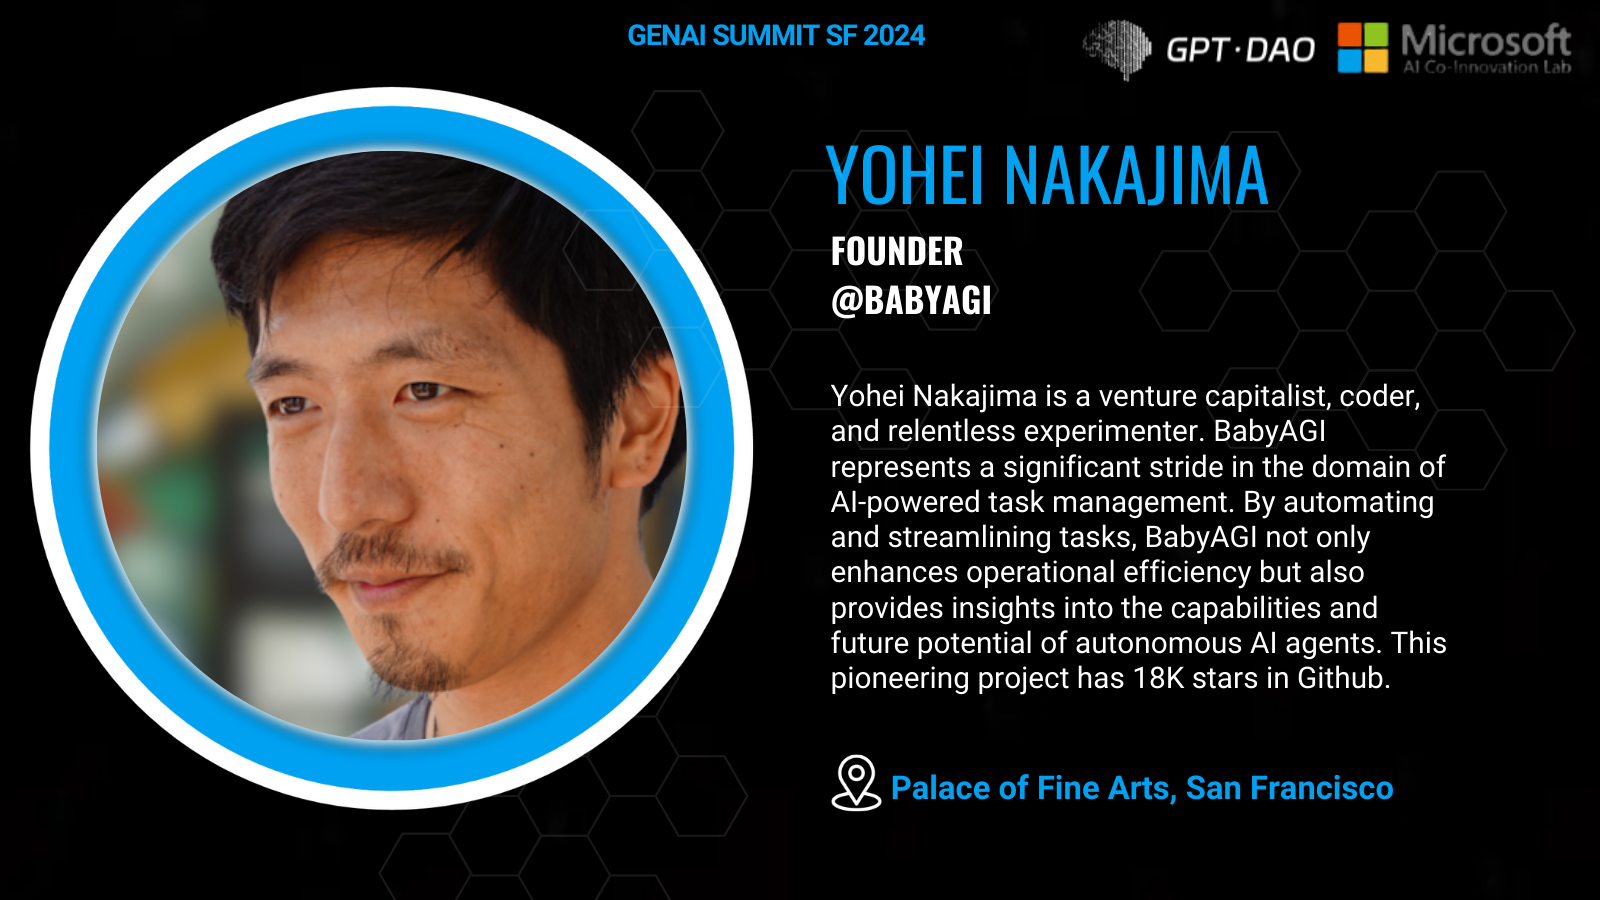 GENAI SUMMIT SF 2024
GPT·DAO
Microsoft
AI Co-Innovation Lab
YOHEI NAKAJIMA
FOUNDER
@BABYAGI
Yohei Nakajima is a venture capitalist, coder,
and relentless experimenter. BabyAGI
represents a significant stride in the domain of
AI-powered task management. By automating
and streamlining tasks, BabyAGI not only
enhances operational efficiency but also
provides insights into the capabilities and
future potential of autonomous AI agents. This
pioneering project has 18K stars in Github.
Palace of Fine Arts, San Francisco